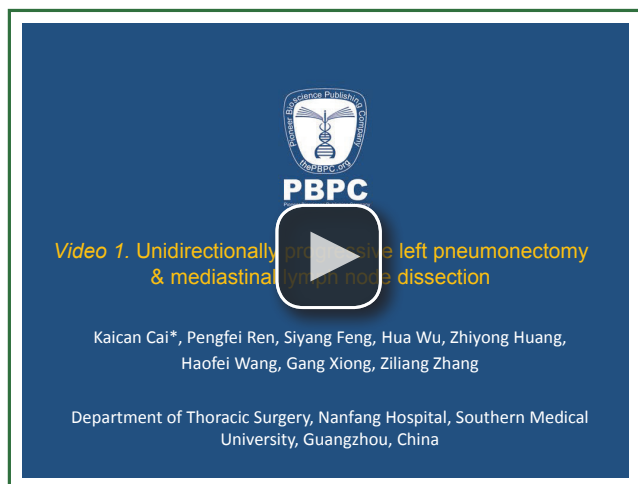 Pioneer Bioscience Publishing Company
thePBPC.org
PBPC
Video 1. Unidirectionally progressive left pneumonectomy
& mediastinal lymph node dissection
Kaican Cai*, Pengfei Ren, Siyang Feng, Hua Wu, Zhiyong Huang,
Haofei Wang, Gang Xiong, Ziliang Zhang
Department of Thoracic Surgery, Nanfang Hospital, Southern Medical
University, Guangzhou, China